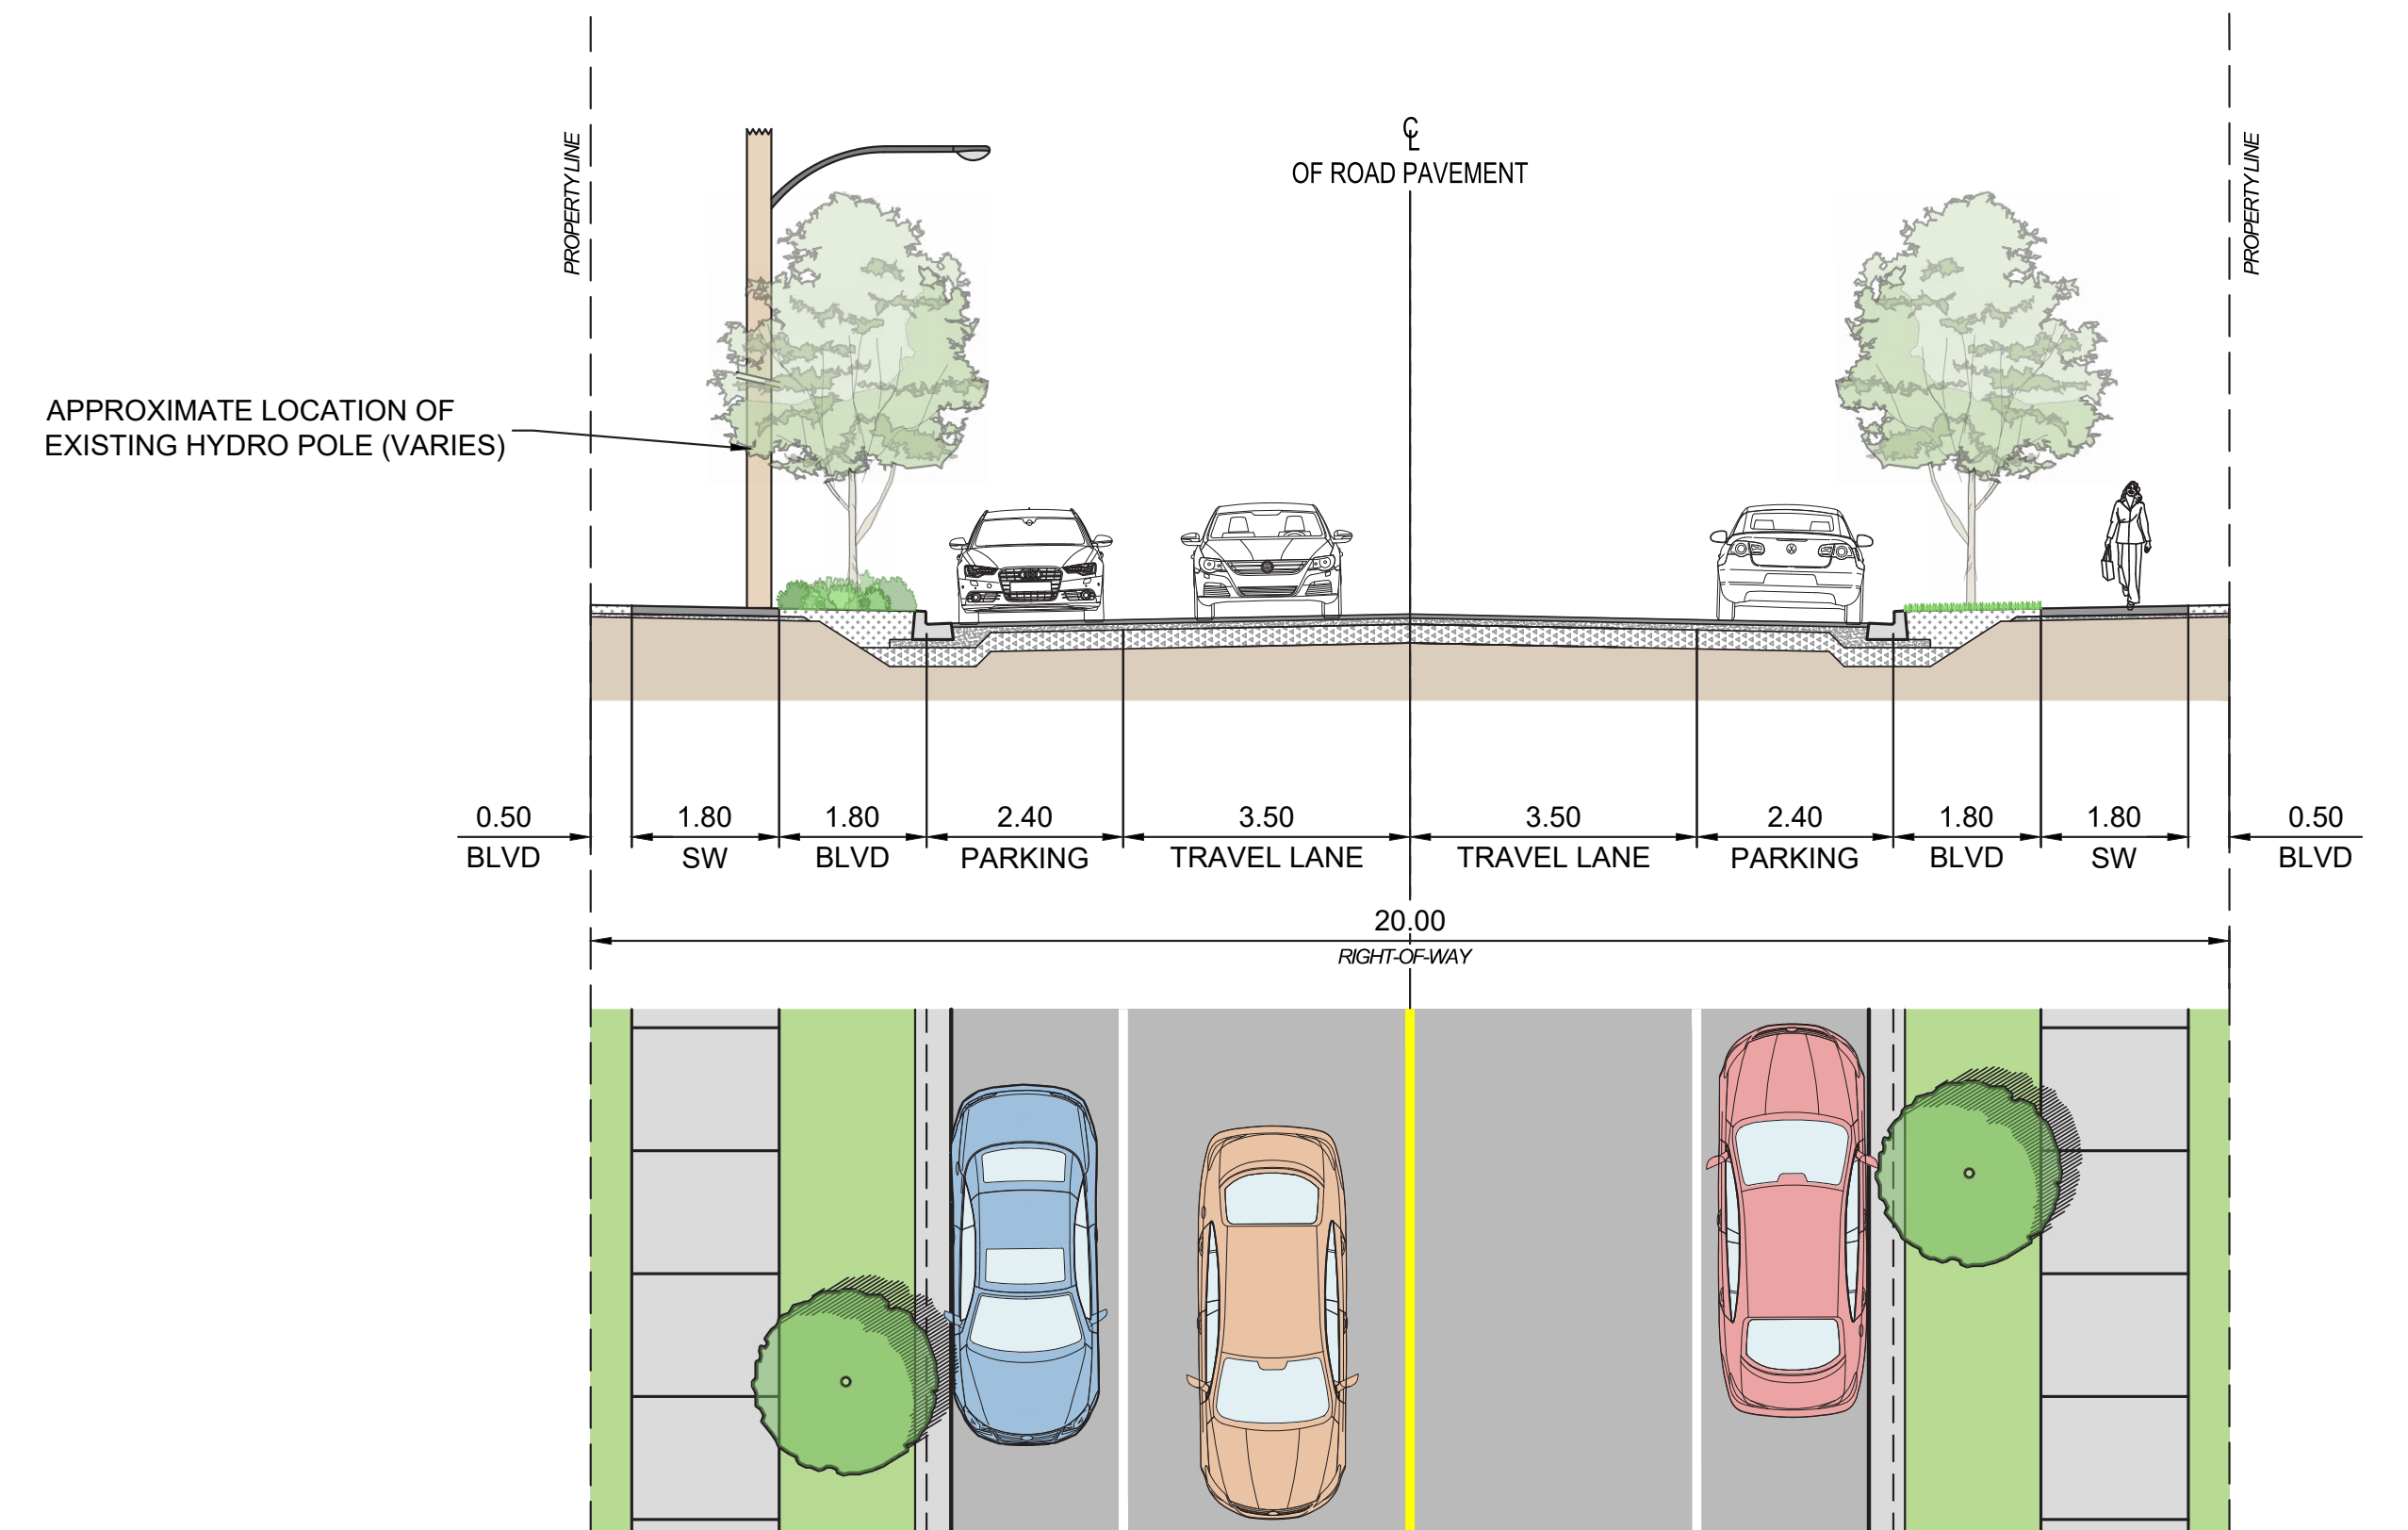 ℄
OF ROAD PAVEMENT
PROPERTY LINE
PROPERTY LINE
APPROXIMATE LOCATION OF
EXISTING HYDRO POLE (VARIES)
0.50 1.80 1.80 2.40 3.50 3.50 2.40 1.80 1.80 0.50
BLVD SW BLVD PARKING TRAVEL LANE TRAVEL LANE PARKING BLVD SW BLVD
20.00
RIGHT-OF-WAY